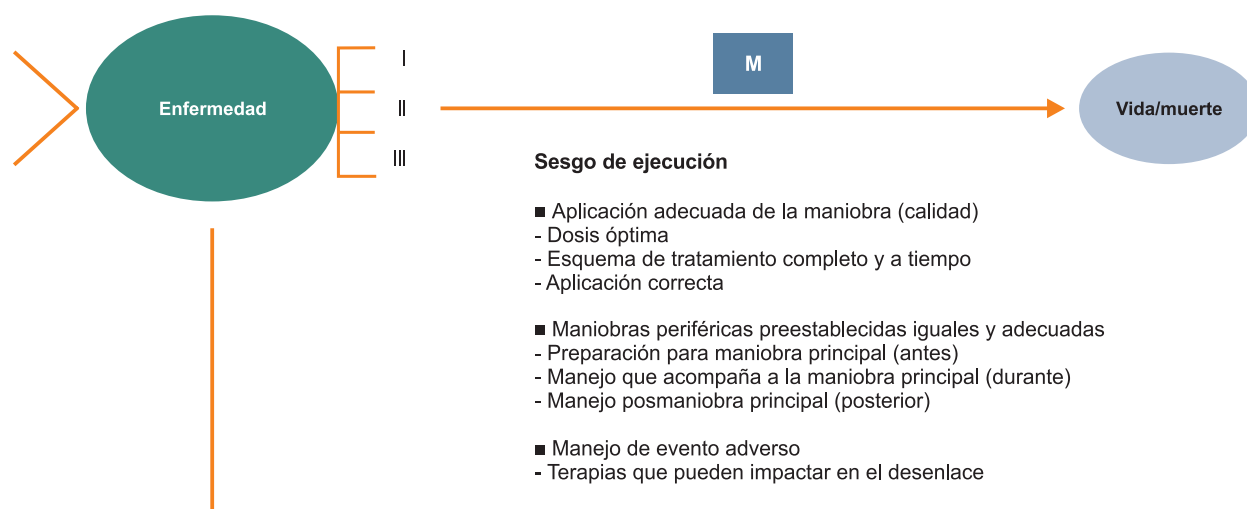 Enfermedad
I
II
III
M
Vida/muerte
Sesgo de ejecución
■ Aplicación adecuada de la maniobra (calidad)
- Dosis óptima
- Esquema de tratamiento completo y a tiempo
- Aplicación correcta
■ Maniobras periféricas preestablecidas iguales y adecuadas
- Preparación para maniobra principal (antes)
- Manejo que acompaña a la maniobra principal (durante)
- Manejo posmaniobra principal (posterior)
■ Manejo de evento adverso
- Terapias que pueden impactar en el desenlace